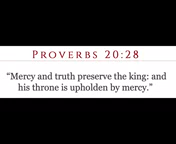 Proverbs 20:28
“Mercy and truth preserve the king: and
his throne is upholden by mercy.”